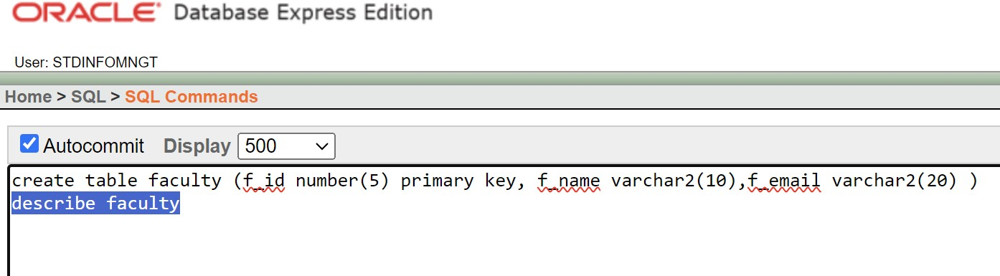 ORACLE Database Express Edition
User: STDINFOMNGT
Home > SQL > SQL Commands
Autocommit Display 500
create table faculty (f_id number(5) primary key, f_name varchar2(10),f_email varchar2(20) )
describe faculty